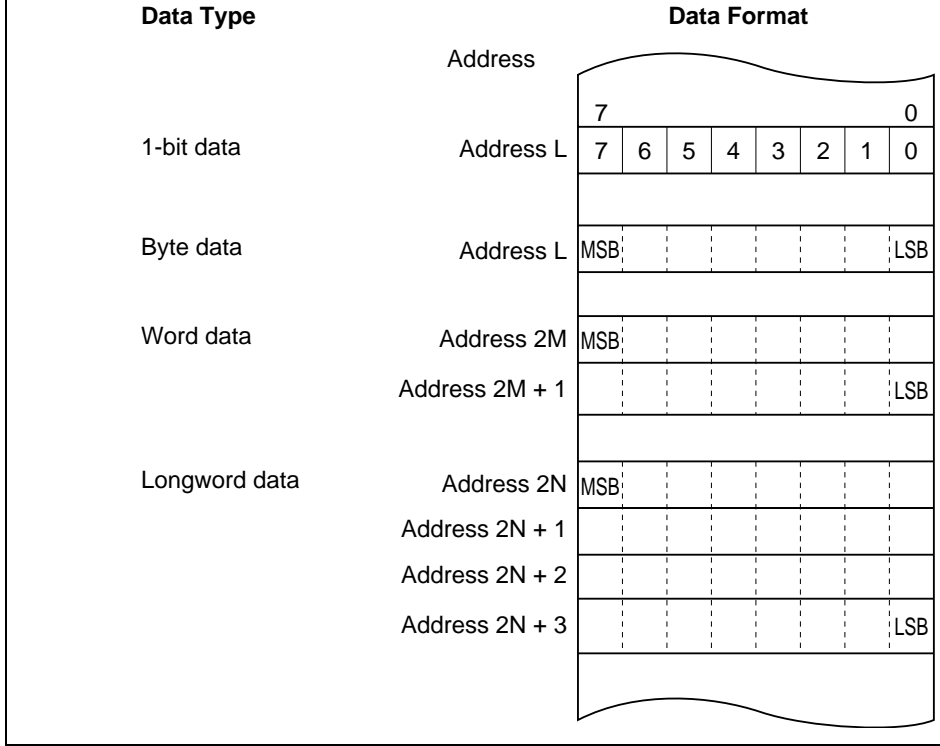 Data Type Data Format
Address
7 0
1-bit data Address L 7 6 5 4 3 2 1 0
Byte data Address L MSB LSB
Word data Address 2M MSB
Address 2M + 1 LSB
Longword data Address 2N MSB
Address 2N + 1
Address 2N + 2
Address 2N + 3 LSB